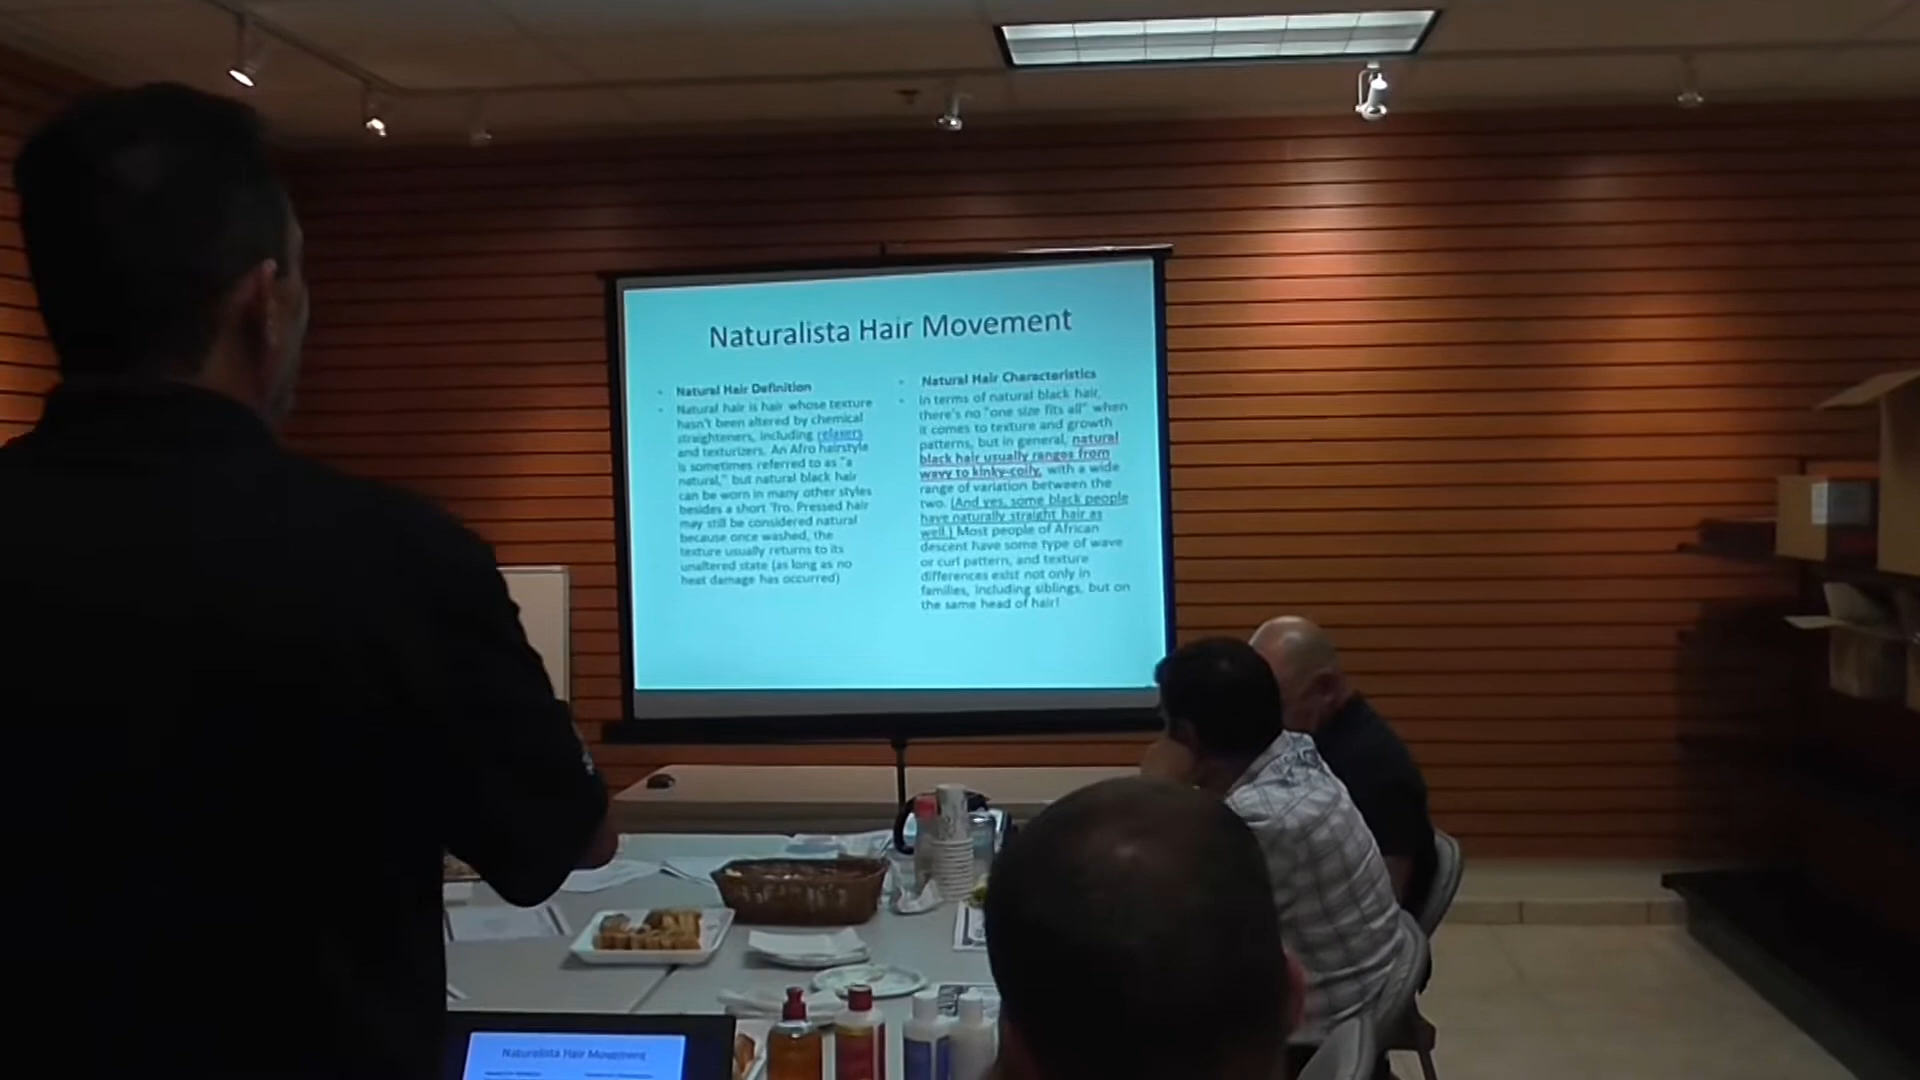 Naturalista Hair Movement
Natural Hair Definition
Natural hair is hair whose texture
hasn't been altered by chemical
straighteners, including relaxers
and texturizers. An Afro hairstyle
is sometimes referred to as "a
natural," but natural black hair
can be worn in many other styles
besides a short 'fro. Pressed hair
may still be considered natural
because once washed, the
texture usually returns to its
unaltered state (as long as no
heat damage has occurred)
Natural Hair Characteristics
In terms of natural black hair,
there's no "one size fits all" when
it comes to texture and growth
patterns, but in general, natural
black hair usually ranges from
wavy to kinky-coily, with a wide
range of variation between the
two. (And yes, some black people
have naturally straight hair as
well.) Most people of African
descent have some type of wave
or curl pattern, and texture
differences exist not only in
families, including siblings, but on
the same head of hair!
Naturalista Hair Movement